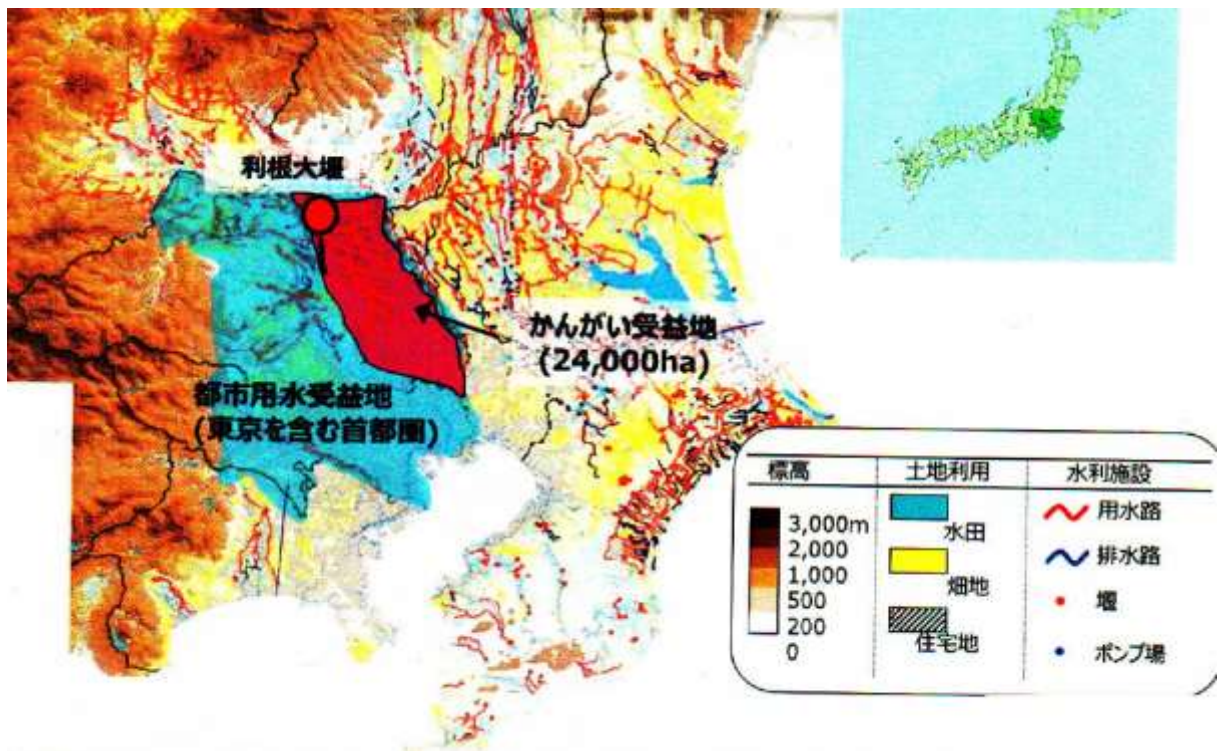 利根大堰
かんがい受益地
(24,000ha)
都市用水受益地
(東京を含む首都圏)
標高
3,000m
2,000
1,000
500
200
0
土地利用
水田
畑地
住宅地
水利施設
用水路
排水路
堰
ポンプ場